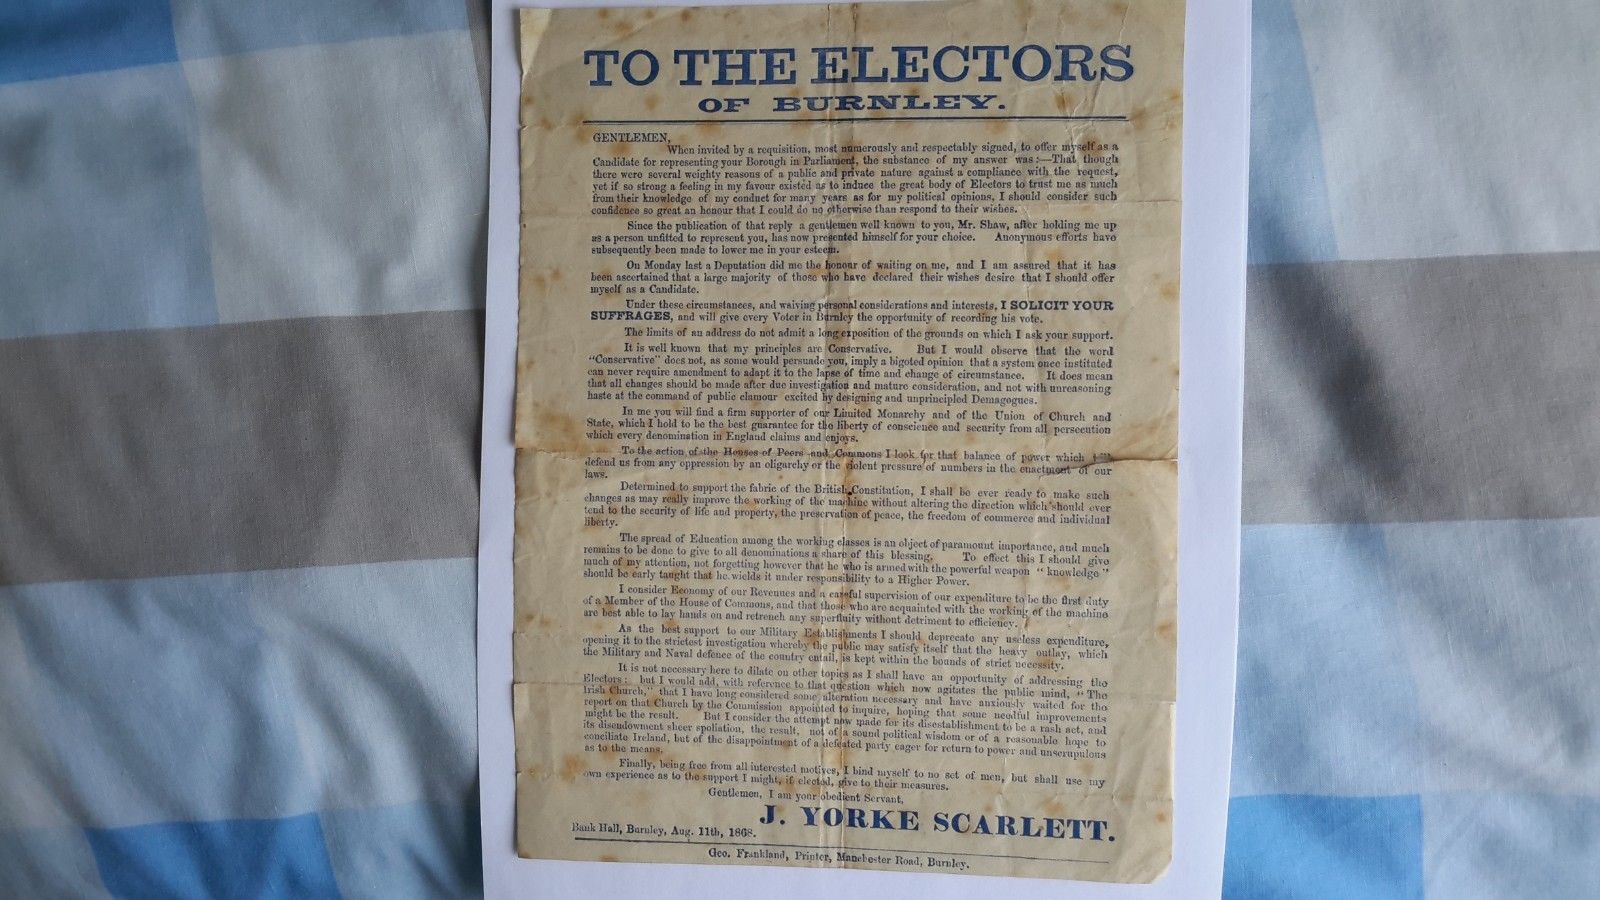 TO THE ELECTORS
OF BURNLEY.
GENTLEMEN,
When invited by a requisition, most numerously and respectably signed, to offer myself as a
Candidate for representing your Borough in Parliament, the substance of my answer was:—That though
there were several weighty reasons of a public and private nature against a compliance with the request,
yet if so strong a feeling in my favour existed as to induce the great body of Electors to trust me as much
from their knowledge of my conduct for many years as for my political opinions, I should consider such
confidence so great an honour that I could do no otherwise than respond to their wishes.
Since the publication of that reply a gentlemen well known to you, Mr. Shaw, after holding me up
as a person unfitted to represent you, has now presented himself for your choice. Anonymous efforts have
subsequently been made to lower me in your esteem.
On Monday last a Deputation did me the honour of waiting on me, and I am assured that it has
been ascertained that a large majority of those who have declared their wishes desire that I should offer
myself as a Candidate.
Under these circumstances, and waiving personal considerations and interests, I SOLICIT YOUR
SUFFRAGES, and will give every Voter in Burnley the opportunity of recording his vote.
The limits of an address do not admit a long exposition of the grounds on which I ask your support.
It is well known that my principles are Conservative. But I would observe that the word
"Conservative" does not, as some would persuade you, imply a bigoted opinion that a system once instituted
can never require amendment to adapt it to the lapse of time and change of circumstance. It does mean
that all changes should be made after due investigation and mature consideration, and not with unreasoning
haste at the command of public clamour excited by designing and unprincipled Demagogues.
In me you will find a firm supporter of our Limited Monarchy and of the Union of Church and
State, which I hold to be the best guarantee for the liberty of conscience and security from all persecution
which every denomination in England claims and enjoys.
To the action of the Houses of Peers and Commons I look for that balance of power which will
defend us from any oppression by an oligarchy or the violent pressure of numbers in the enactment of our
laws.
Determined to support the fabric of the British Constitution, I shall be ever ready to make such
changes as may really improve the working of the machine without altering the direction which should ever
tend to the security of life and property, the preservation of peace, the freedom of commerce and individual
liberty.
The spread of Education among the working classes is an object of paramount importance, and much
remains to be done to give to all denominations a share of this blessing. To effect this I should give
much of my attention, not forgetting however that he who is armed with the powerful weapon "knowledge"
should be early taught that he wields it under responsibility to a Higher Power.
I consider Economy of our Revenues and a careful supervision of our expenditure to be the first duty
of a Member of the House of Commons, and that those who are acquainted with the working of the machine
are best able to lay hands on and retrench any superfluity without detriment to efficiency.
As the best support to our Military Establishments I should deprecate any useless expenditure,
opening it to the strictest investigation whereby the public may satisfy itself that the heavy outlay, which
the Military and Naval defence of the country entail, is kept within the bounds of strict necessity.
It is not necessary here to dilate on other topics as I shall have an opportunity of addressing the
Electors: but I would add, with reference to that question which now agitates the public mind, "The
Irish Church," that I have long considered some alteration necessary and have anxiously waited for the
report on that Church by the Commission appointed to inquire, hoping that some needful improvements
might be the result. But I consider the attempt now made for its disestablishment to be a rash act, and
its disendowment sheer spoliation, the result, not of a sound political wisdom or of a reasonable hope to
conciliate Ireland, but of the disappointment of a defeated party eager for return to power and unscrupulous
as to the means.
Finally, being free from all interested motives, I bind myself to no set of men, but shall use my
own experience as to the support I might, if elected, give to their measures.
Gentlemen, I am your obedient Servant,
J. YORKE SCARLETT.
Bank Hall, Burnley, Aug. 11th, 1868.
Geo. Frankland, Printer, Manchester Road, Burnley.